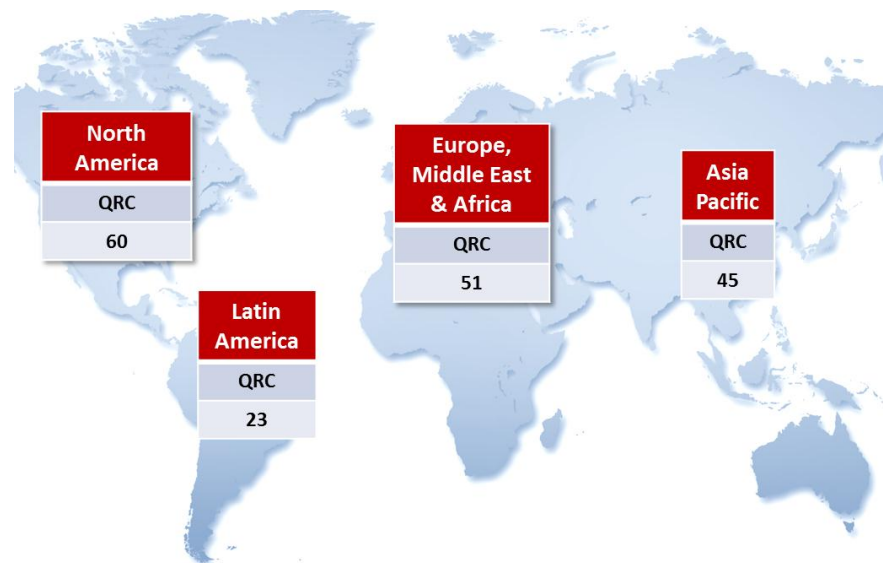 North
America
QRC
60
Europe,
Middle East
& Africa
QRC
51
Asia
Pacific
QRC
45
Latin
America
QRC
23